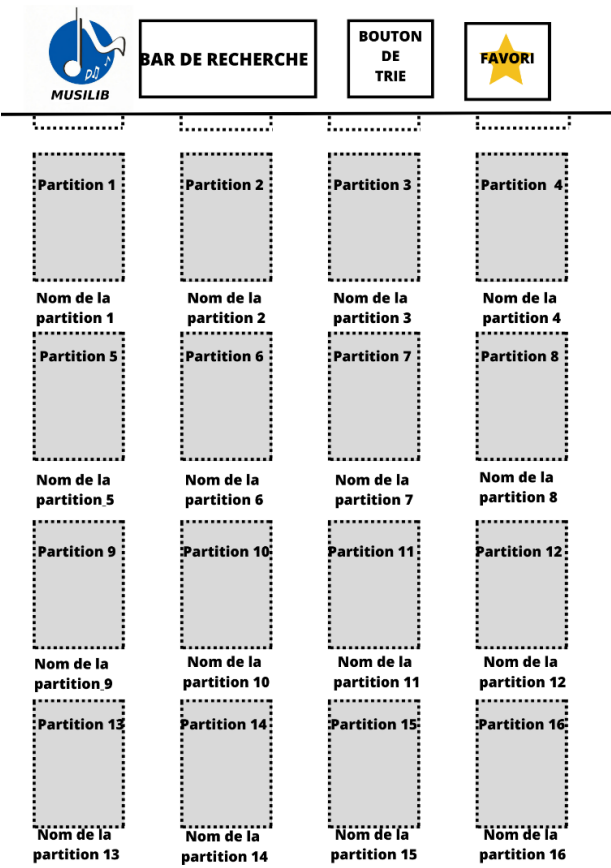 MUSILIB
BAR DE RECHERCHE
BOUTON
DE
TRIE
FAVORI
Partition 1
Partition 2
Partition 3
Partition 4
Nom de la
partition 1
Nom de la
partition 2
Nom de la
partition 3
Nom de la
partition 4
Partition 5
Partition 6
Partition 7
Partition 8
Nom de la
partition 5
Nom de la
partition 6
Nom de la
partition 7
Nom de la
partition 8
Partition 9
Partition 10
Partition 11
Partition 12
Nom de la
partition 9
Nom de la
partition 10
Nom de la
partition 11
Nom de la
partition 12
Partition 13
Partition 14
Partition 15
Partition 16
Nom de la
partition 13
Nom de la
partition 14
Nom de la
partition 15
Nom de la
partition 16